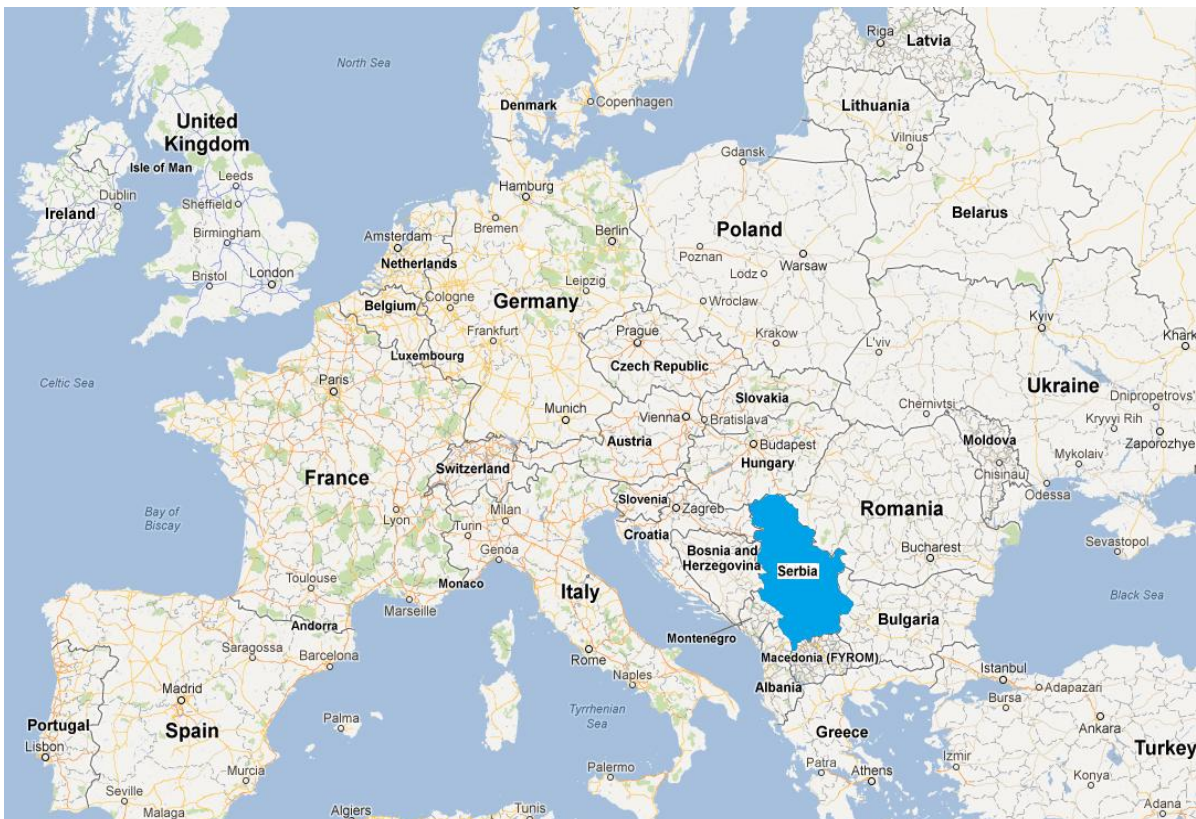 North Sea
Riga
Latvia
Denmark
Copenhagen
Lithuania
United
Kingdom
Vilnius
Isle of Man
Gdansk
Leeds
Hamburg
Dublin
Sheffield
Ireland
Belarus
Bremen
Poland
Birmingham
Amsterdam
Berlin
Netherlands
Poznan
Warsaw
Lodz
Bristol
London
Leipzig
Belgium
Cologne
Germany
Wroclaw
Kyiv
Frankfurt
Prague
Krakow
Khark
L'viv
Luxembourg
Czech Republic
Celtic Sea
Paris
Ukraine
Slovakia
Dnipropetrovs'
Chernivtsi
Munich
Vienna
Bratislava
Kryvyi Rih
Austria
Moldova
Zaporozhye
Budapest
Switzerland
Hungary
Mykolaiv
Chisinau
France
Odessa
Slovenia
Zagreb
Romania
Bay of
Biscay
Lyon
Milan
Turin
Croatia
Sevastopol
Genoa
Bosnia and
Herzegovina
Bucharest
Serbia
Toulouse
Monaco
Italy
Black Sea
Marseille
Andorra
Bulgaria
Montenegro
Saragossa
Rome
Macedonia (FYROM)
Barcelona
Istanbul
Naples
Adapazari
Madrid
Albania
Bursa
Palma
Tyrrhenian
Sea
Portugal
Spain
Ankara
Greece
Lisbon
Turkey
Izmir
Palermo
Patra
Athens
Murcia
Konya
Seville
Adana
Malaga
Algiers
Tunis